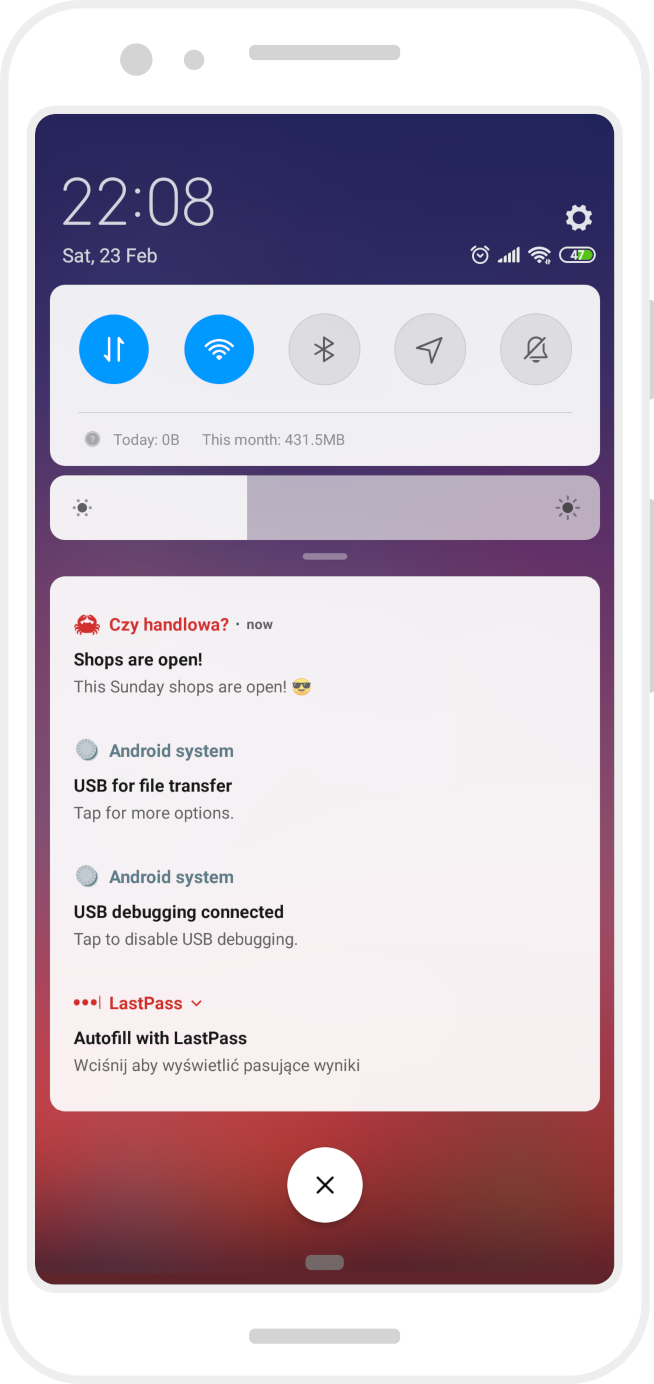 22:08
Sat, 23 Feb
47
Today: 0B This month: 431.5MB
Czy handlowa? · now
Shops are open!
This Sunday shops are open! 😎
Android system
USB for file transfer
Tap for more options.
Android system
USB debugging connected
Tap to disable USB debugging.
LastPass
Autofill with LastPass
Wciśnij aby wyświetlić pasujące wyniki